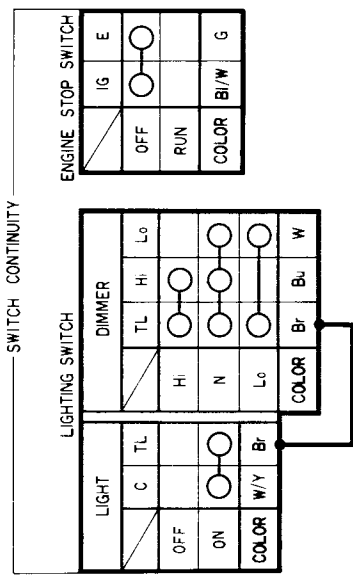 SWITCH CONTINUITY
LIGHTING SWITCH
LIGHT
C TL
OFF
ON
COLOR W/Y Br
DIMMER
TL Hi Lo
Hi
N
Lo
COLOR Br Bu W
ENGINE STOP SWITCH
IG E
OFF
RUN
COLOR Bl/W G